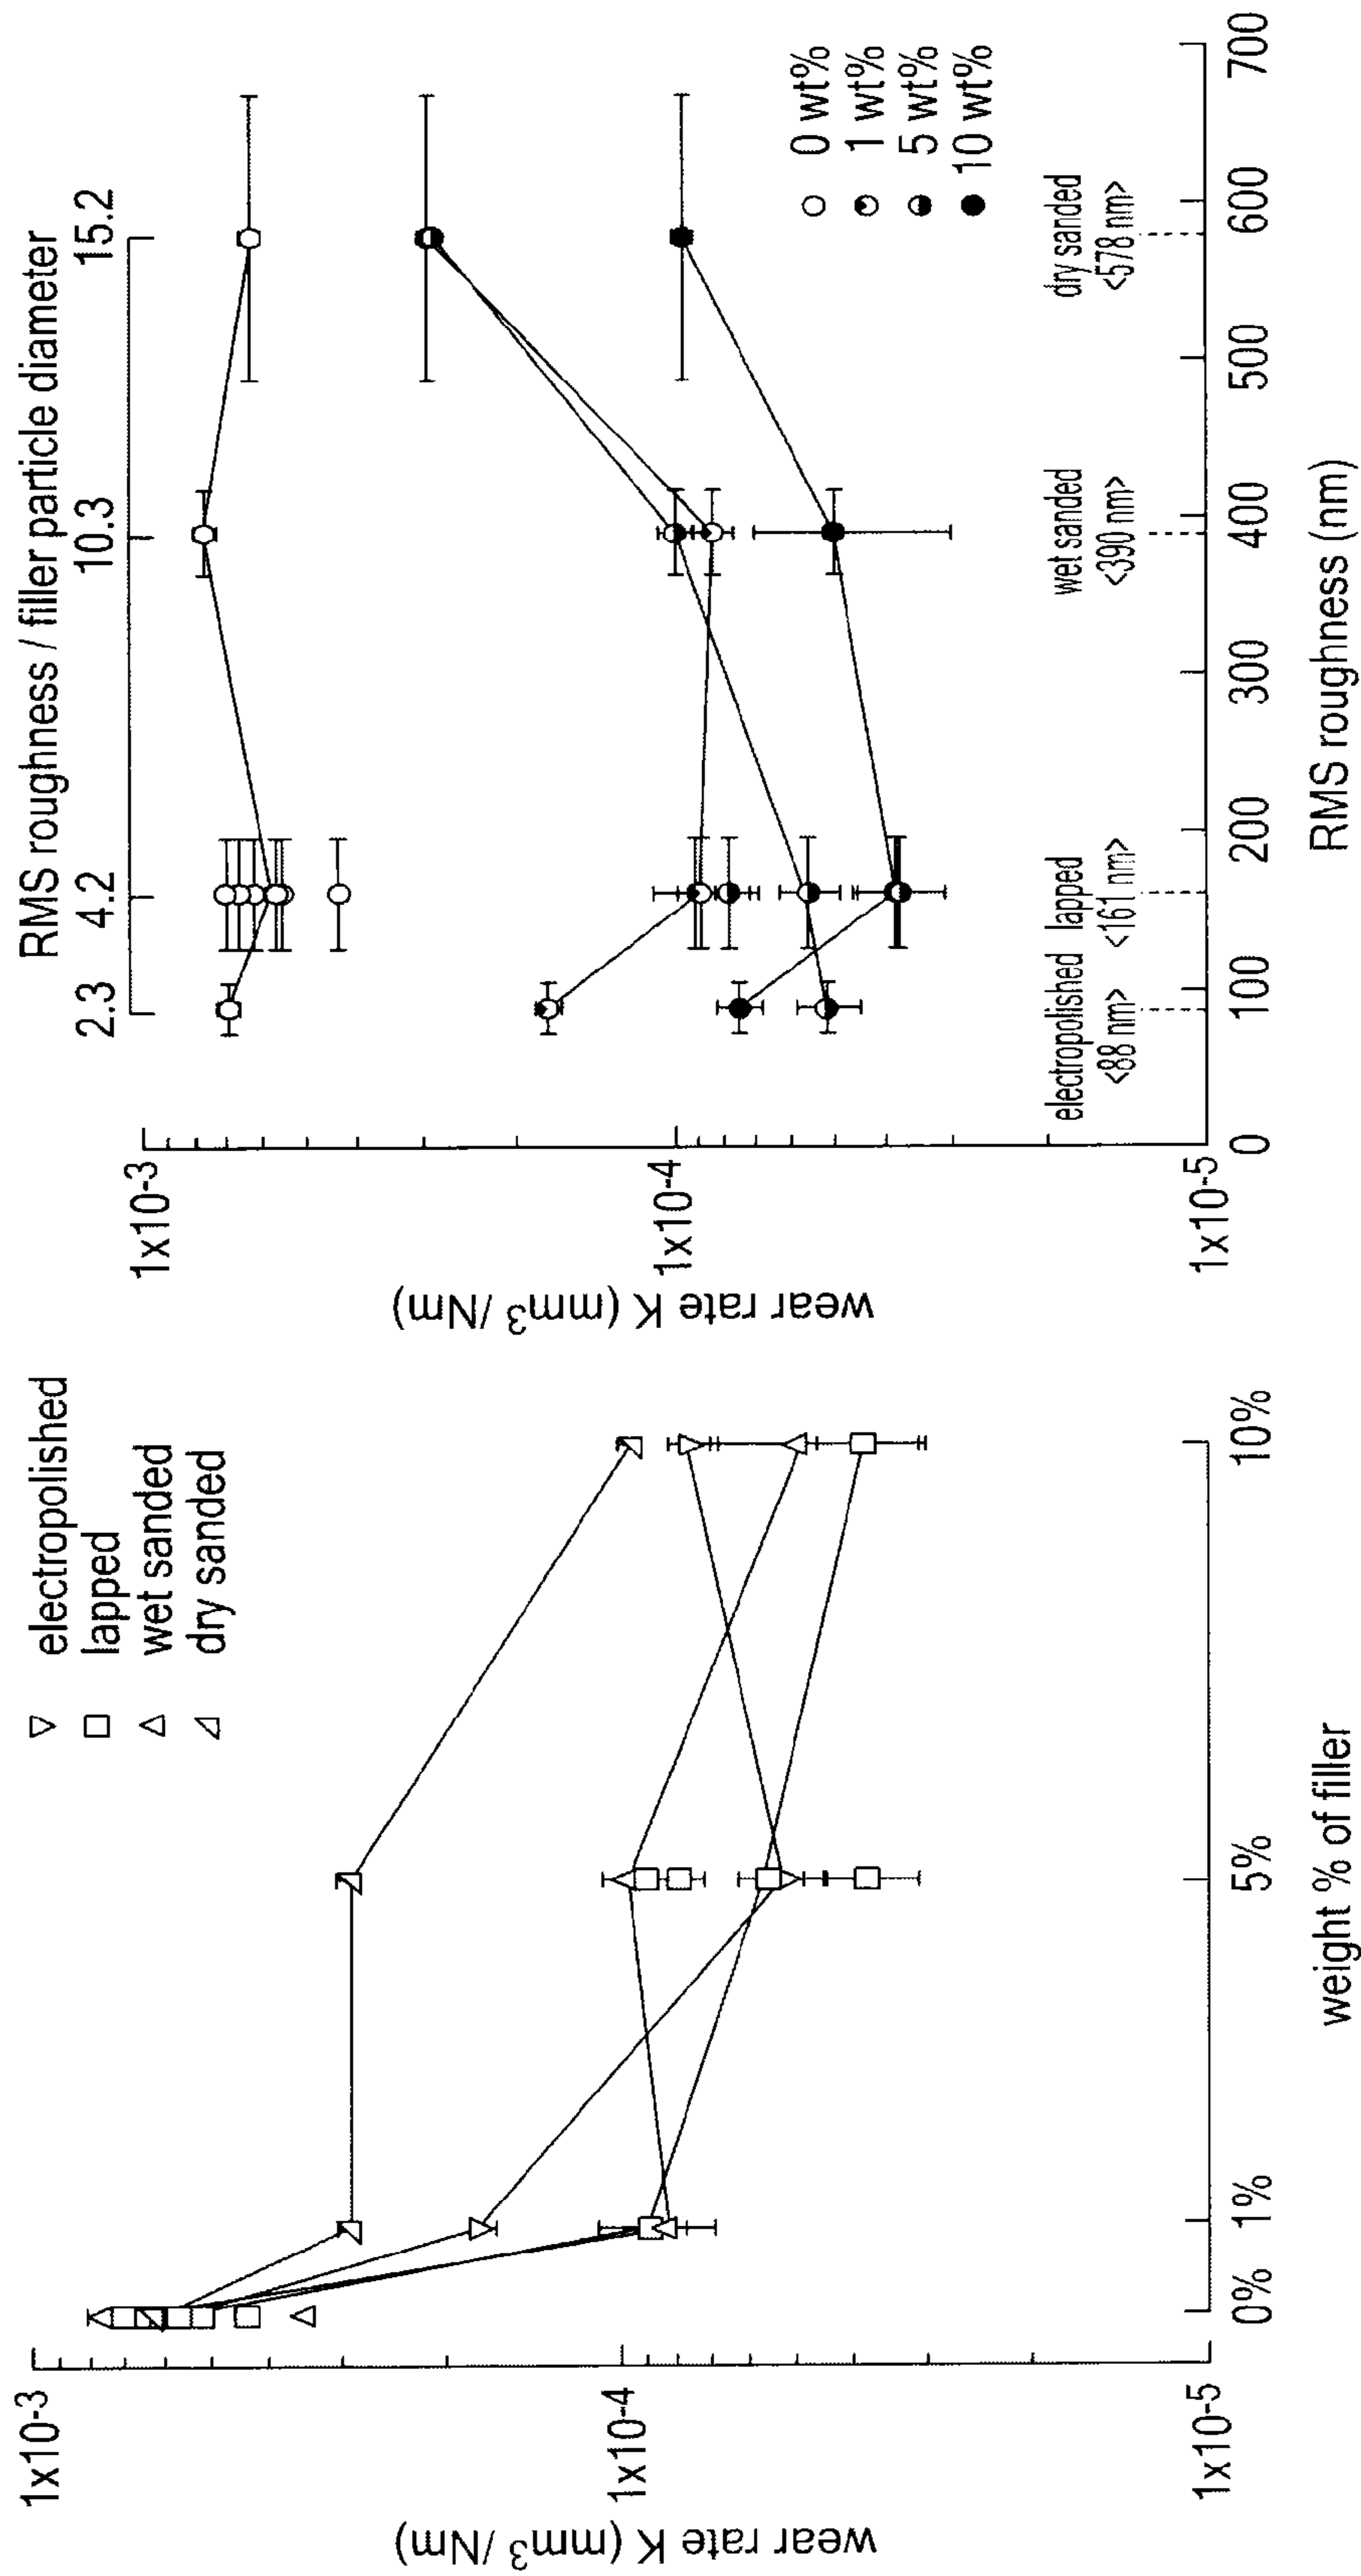 1x10-3
1x10-4
1x10-5
wear rate K (mm3/Nm)
electropolished
lapped
wet sanded
dry sanded
0%
1%
5%
10%
weight % of filler
RMS roughness / filler particle diameter
2.3
4.2
10.3
15.2
1x10-3
1x10-4
1x10-5
wear rate K (mm3/Nm)
0 wt%
1 wt%
5 wt%
10 wt%
electropolished
<88 nm>
lapped
<161 nm>
wet sanded
<390 nm>
dry sanded
<578 nm>
0
100
200
300
400
500
600
700
RMS roughness (nm)